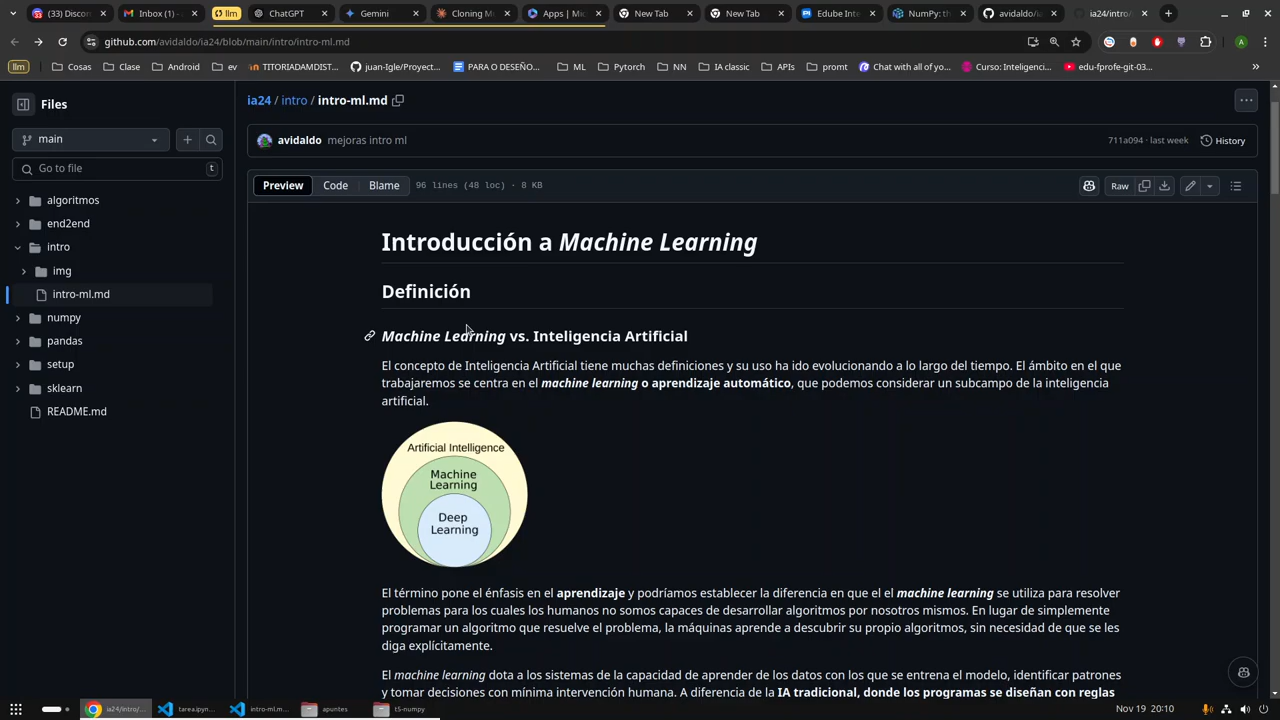 (33) Discon
Inbox (1) -
llm
ChatGPT
Gemini
Cloning M
Apps | Mic
New Tab
New Tab
Edube Inte
NumPy: th
avidaldo/ia
ia24/intro/
github.com/avidaldo/ia24/blob/main/intro/intro-ml.md
A
llm
Cosas
Clase
Android
ev
TITORIADAMDIST...
juan-Igle/Proyect...
PARA O DESEÑO...
ML
Pytorch
NN
IA classic
APIs
promt
Chat with all of yo...
Curso: Inteligenci...
edu-fprofe-git-03...
»
Files
main
Go to file
t
algoritmos
end2end
intro
img
intro-ml.md
numpy
pandas
setup
sklearn
README.md
ia24 / intro / intro-ml.md
avidaldo mejoras intro ml
711a094 · last week
History
Preview
Code
Blame
96 lines (48 loc) · 8 KB
Raw
Introducción a Machine Learning
Definición
Machine Learning vs. Inteligencia Artificial
El concepto de Inteligencia Artificial tiene muchas definiciones y su uso ha ido evolucionando a lo largo del tiempo. El ámbito en el que
trabajaremos se centra en el machine learning o aprendizaje automático, que podemos considerar un subcampo de la inteligencia
artificial.
Artificial Intelligence
Machine
Learning
Deep
Learning
El término pone el énfasis en el aprendizaje y podríamos establecer la diferencia en que el el machine learning se utiliza para resolver
problemas para los cuales los humanos no somos capaces de desarrollar algoritmos por nosotros mismos. En lugar de simplemente
programar un algoritmo que resuelve el problema, la máquinas aprende a descubrir su propio algoritmos, sin necesidad de que se les
diga explícitamente.
El machine learning dota a los sistemas de la capacidad de aprender de los datos con los que se entrena el modelo, identificar patrones
y tomar decisiones con mínima intervención humana. A diferencia de la IA tradicional, donde los programas se diseñan con reglas
ia24/intro/...
tarea.ipyn...
intro-ml.m...
apuntes
t5-numpy
Nov 19 20:10